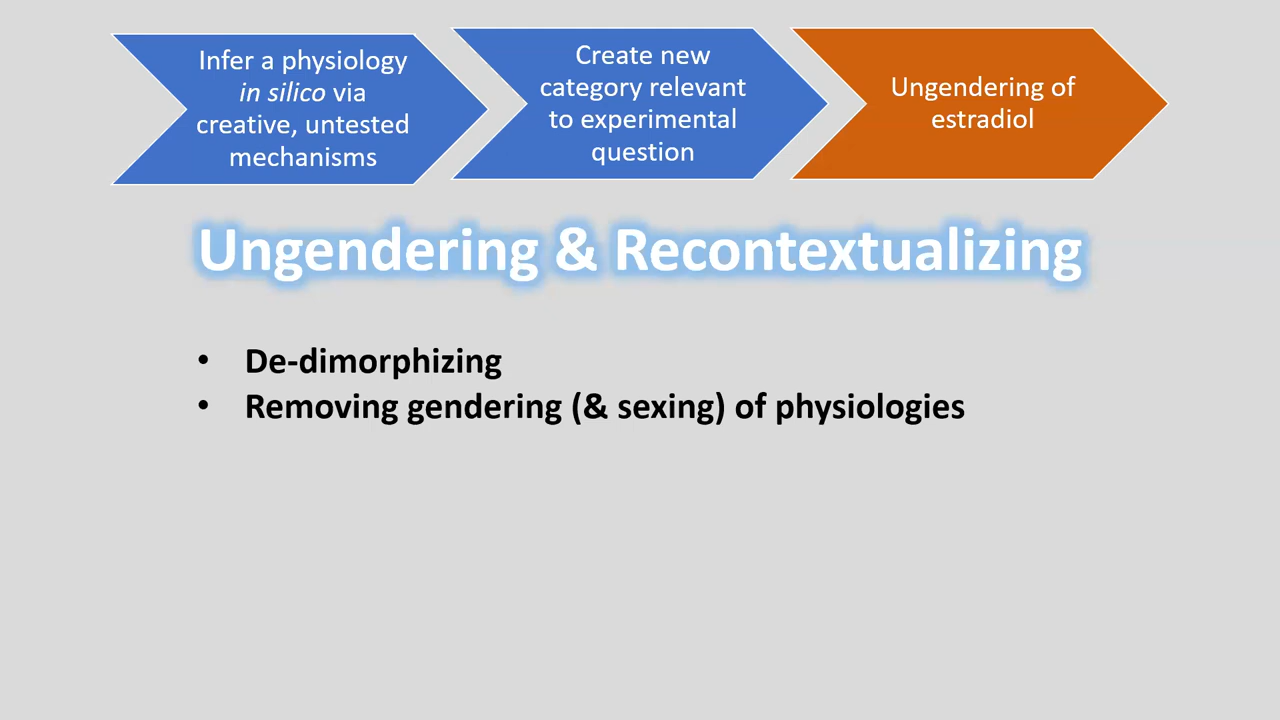 Infer a physiology
in silico via
creative, untested
mechanisms
Create new
category relevant
to experimental
question
Ungendering of
estradiol
Ungendering & Recontextualizing
• De-dimorphizing
• Removing gendering (& sexing) of physiologies